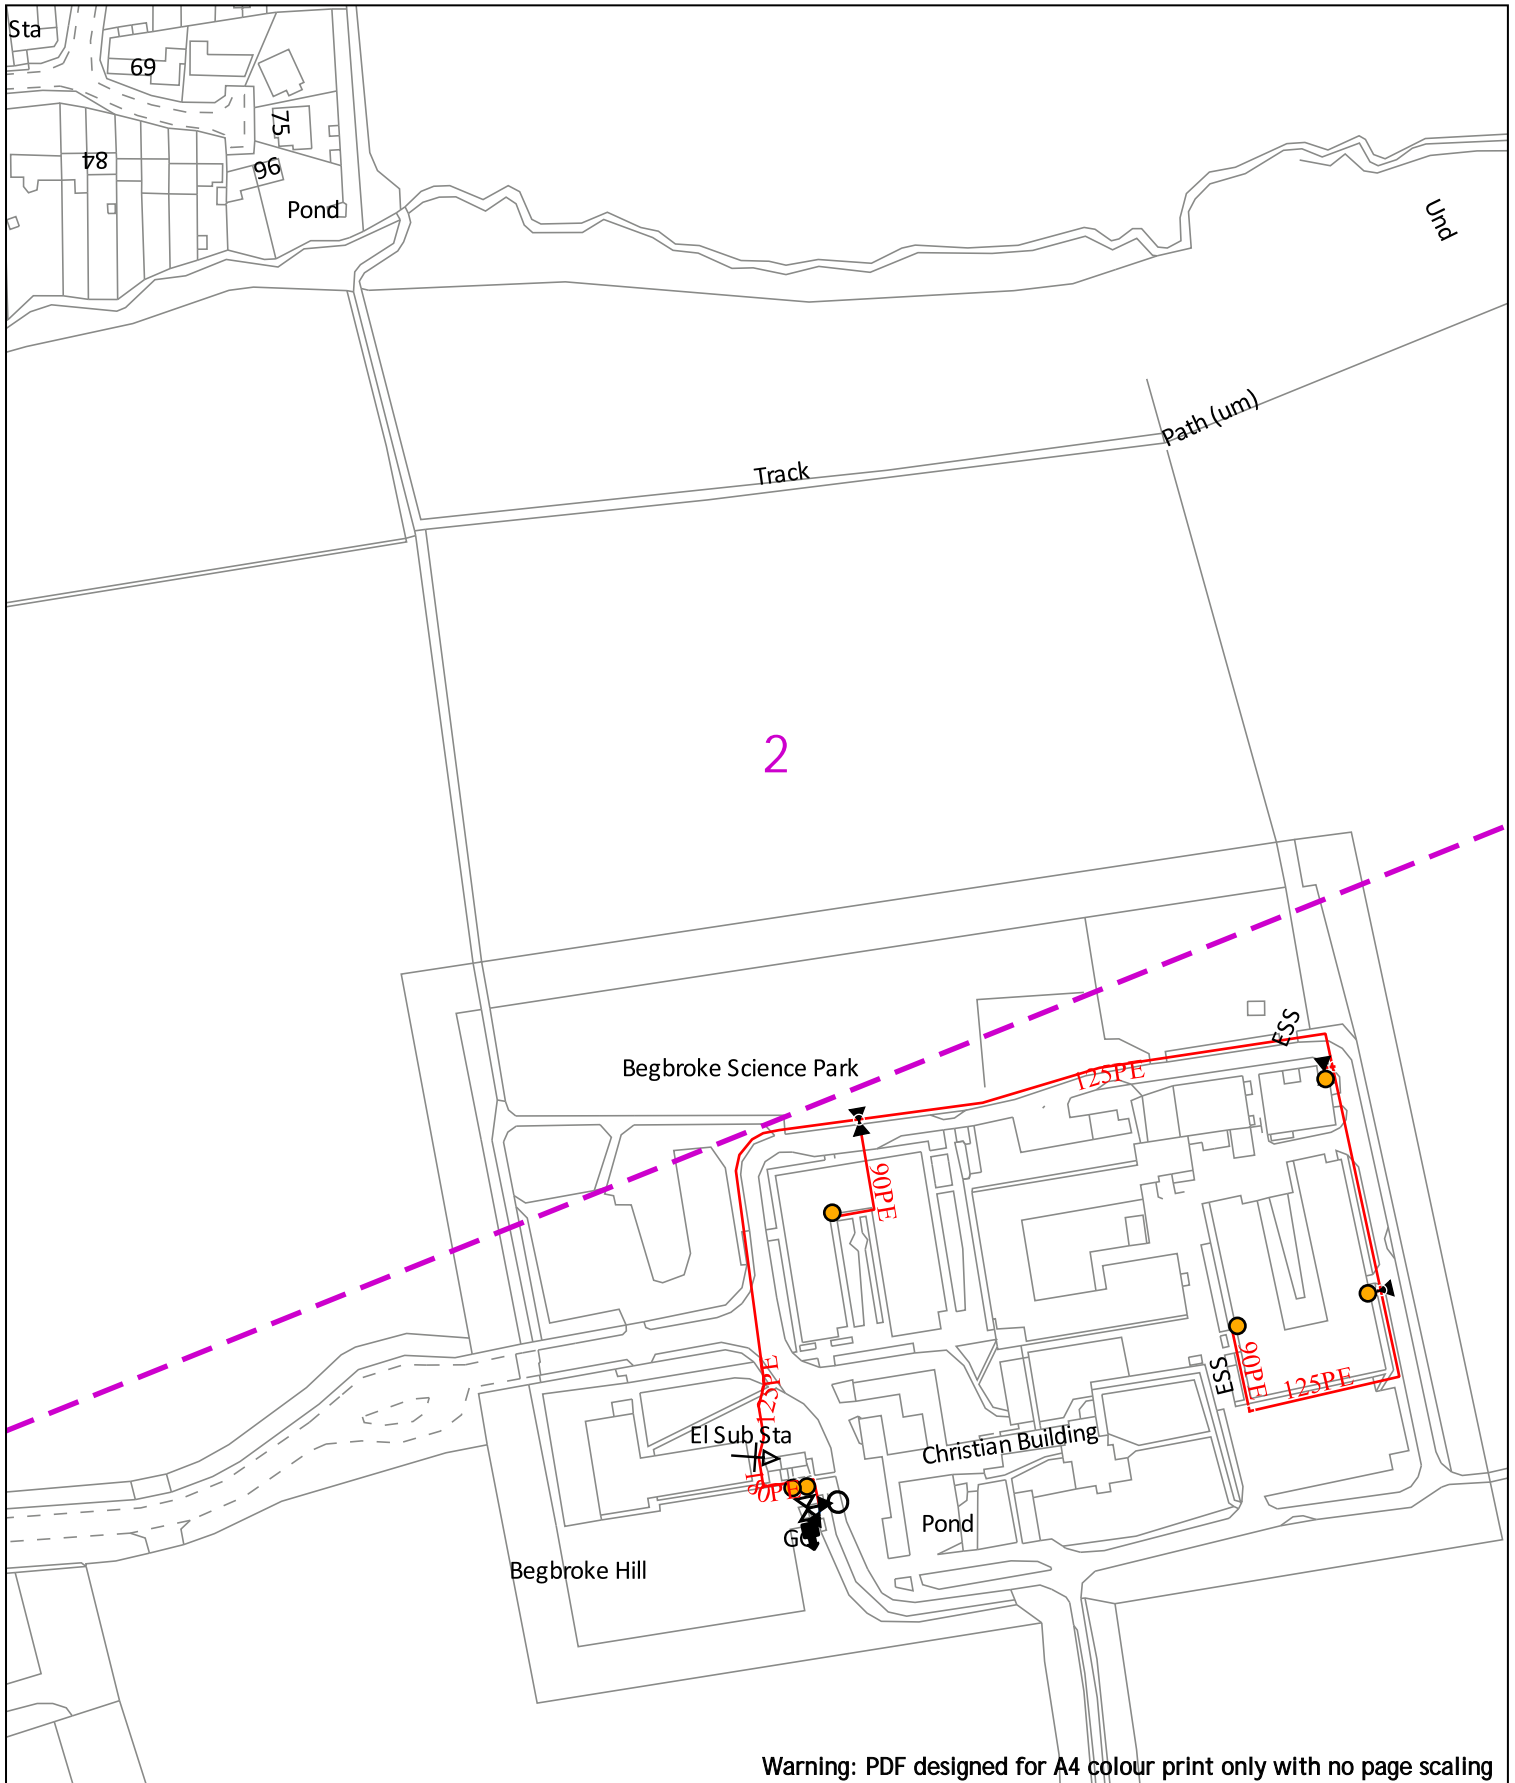 Sta
69
75
84
96
Pond
Und
Path (um)
Track
2
ESS
Begbroke Science Park
125PE
90PE
125PE
ESS
90PE
125PE
El Sub Sta
Christian Building
Pond
Begbroke Hill
Warning: PDF designed for A4 colour print only with no page scaling